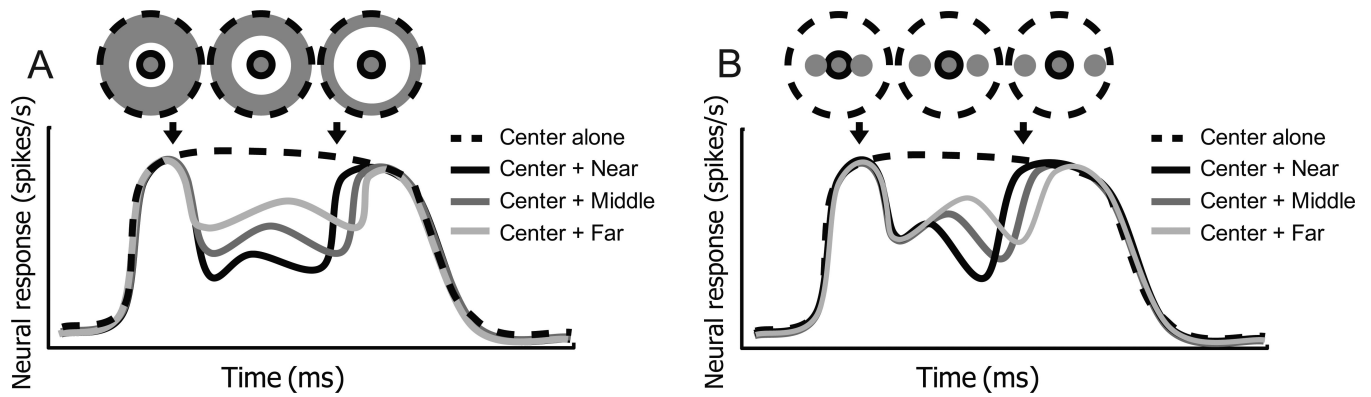 A
Neural response (spikes/s)
Center alone
Center + Near
Center + Middle
Center + Far
Time (ms)
B
Neural response (spikes/s)
Center alone
Center + Near
Center + Middle
Center + Far
Time (ms)